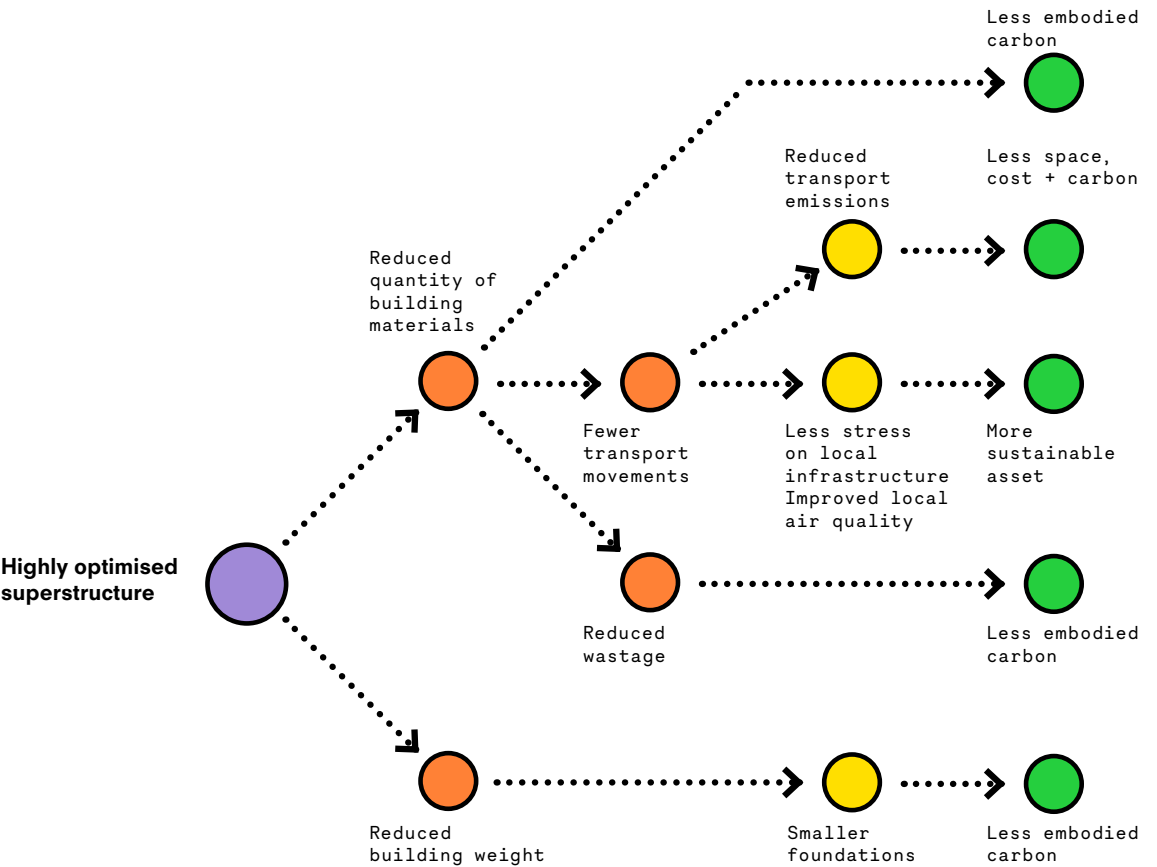 Less embodied
carbon
Reduced
transport
emissions
Less space,
cost + carbon
Reduced
quantity of
building
materials
Fewer
transport
movements
Less stress
on local
infrastructure
Improved local
air quality
More
sustainable
asset
Highly optimised
superstructure
Reduced
wastage
Less embodied
carbon
Reduced
building weight
Smaller
foundations
Less embodied
carbon